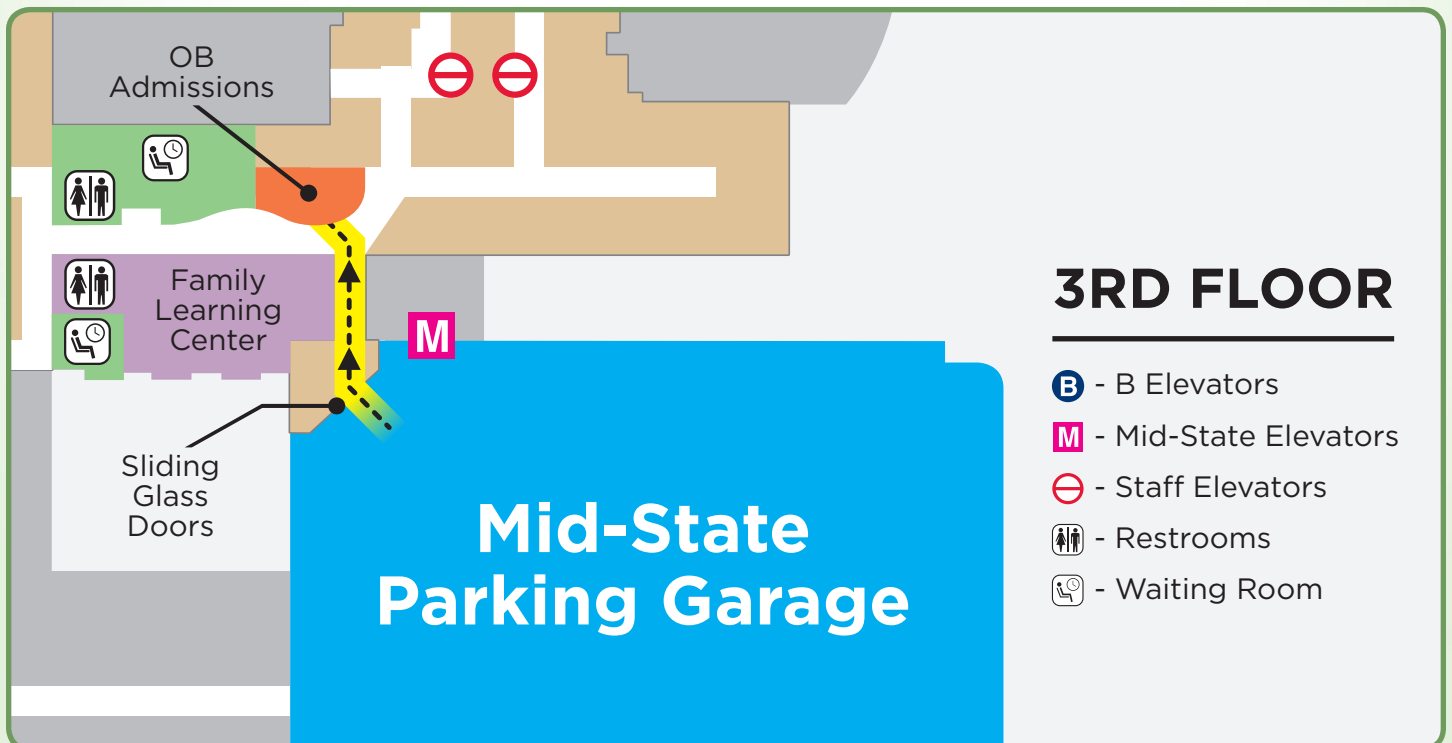 OB
Admissions
Family
Learning
Center
M
Sliding
Glass
Doors
Mid-State
Parking Garage
3RD FLOOR
B - B Elevators
M - Mid-State Elevators
- Staff Elevators
- Restrooms
- Waiting Room